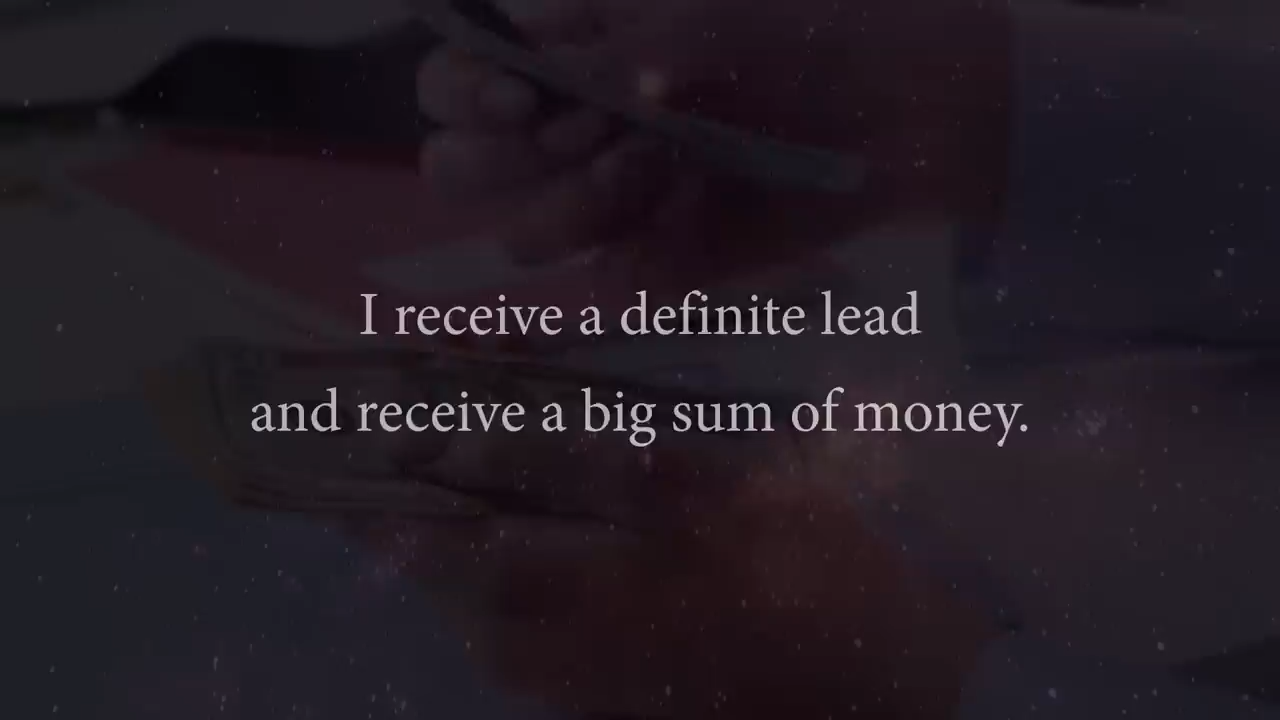 I receive a definite lead
and receive a big sum of money.